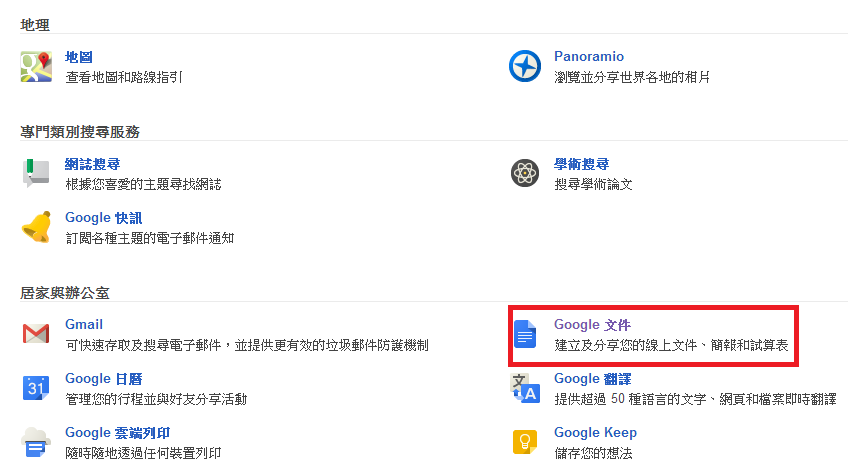 地理
地圖
查看地圖和路線指引
Panoramio
瀏覽並分享世界各地的相片
專門類別搜尋服務
網誌搜尋
根據您喜愛的主題尋找網誌
學術搜尋
搜尋學術論文
Google 快訊
訂閱各種主題的電子郵件通知
居家與辦公室
Gmail
可快速存取及搜尋電子郵件，並提供更有效的垃圾郵件防護機制
Google 文件
建立及分享您的線上文件、簡報和試算表
31
Google 日曆
管理您的行程並與好友分享活動
文
A
Google 翻譯
提供超過 50 種語言的文字、網頁和檔案即時翻譯
Google 雲端列印
隨時隨地透過任何裝置列印
Google Keep
儲存您的想法